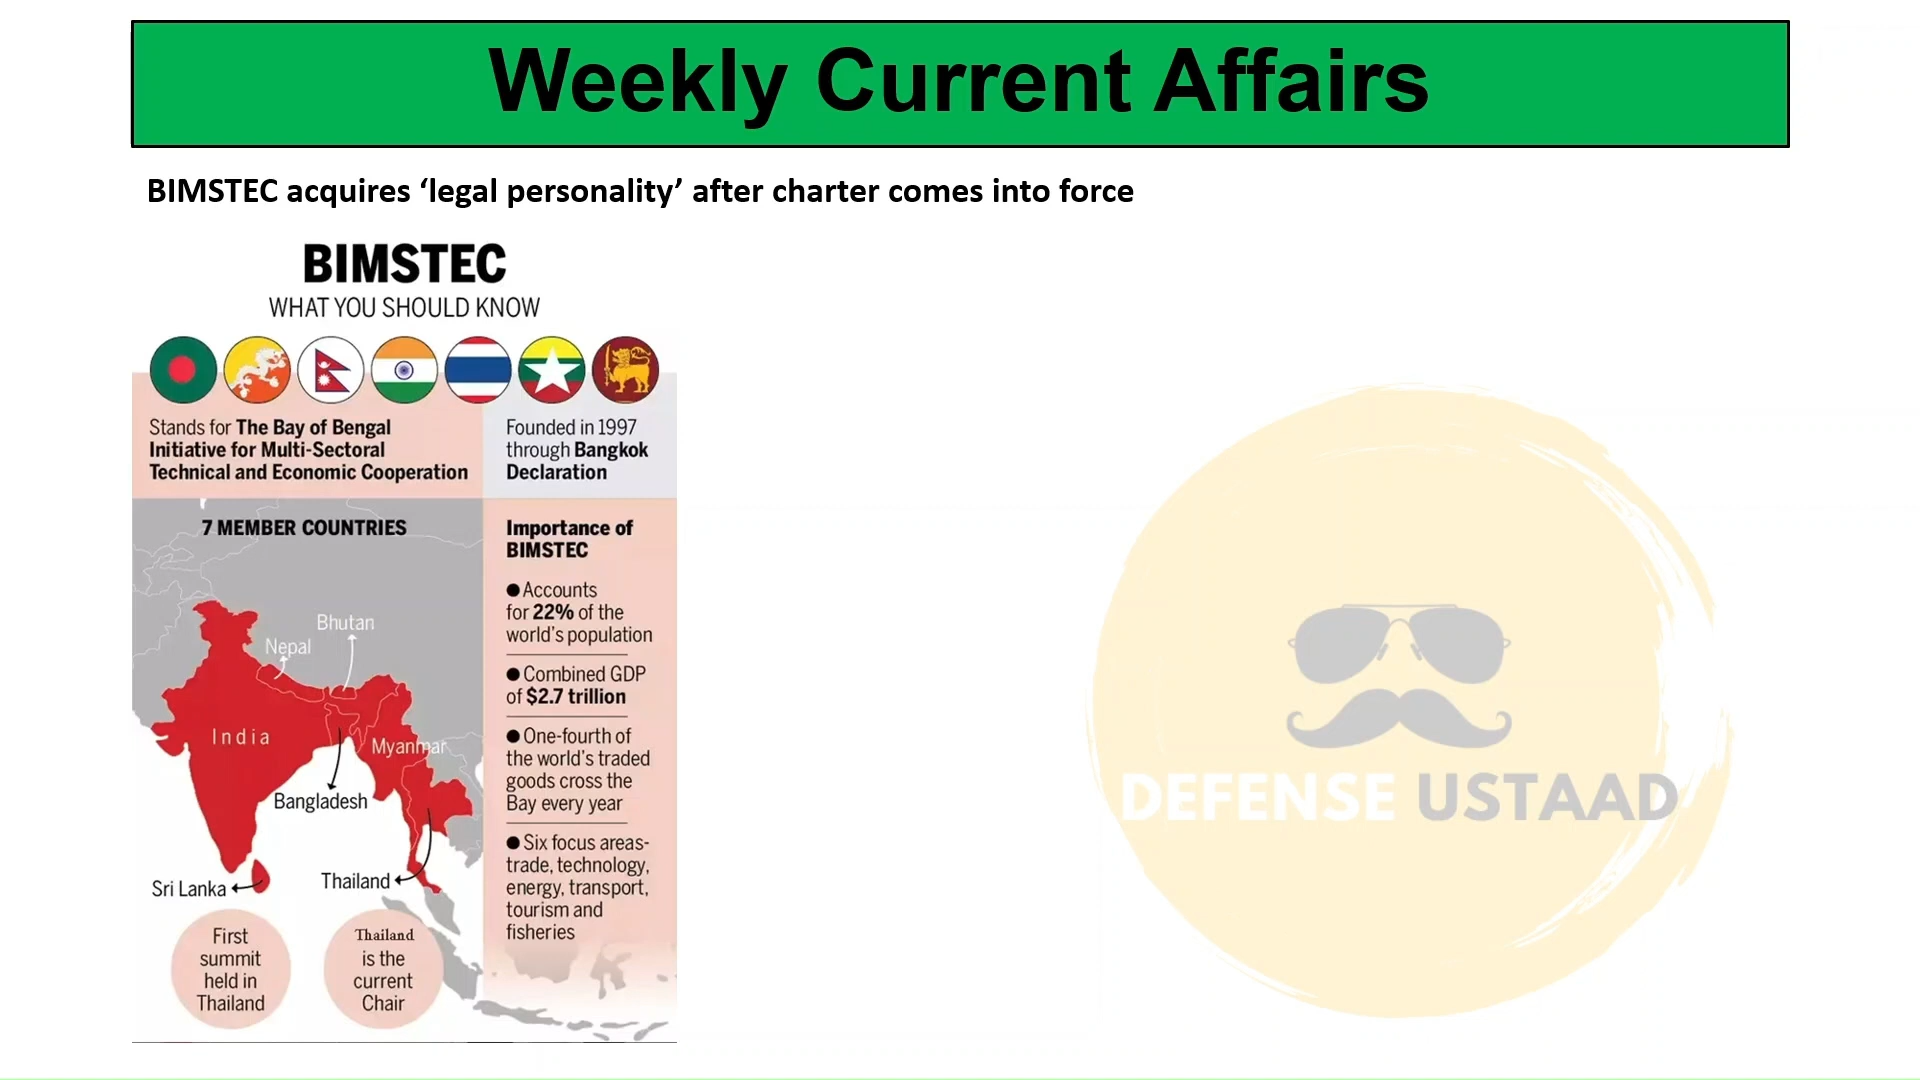 Weekly Current Affairs
BIMSTEC acquires ‘legal personality’ after charter comes into force
BIMSTEC
WHAT YOU SHOULD KNOW
Stands for The Bay of Bengal
Initiative for Multi-Sectoral
Technical and Economic Cooperation
Founded in 1997
through Bangkok
Declaration
7 MEMBER COUNTRIES
Bhutan
Nepal
India
Myanmar
Bangladesh
Sri Lanka
Thailand
First
summit
held in
Thailand
Thailand
is the
current
Chair
Importance of
BIMSTEC
● Accounts
for 22% of the
world's population
● Combined GDP
of $2.7 trillion
● One-fourth of
the world's traded
goods cross the
Bay every year
● Six focus areas-
trade, technology,
energy, transport,
tourism and
fisheries
DEFENSE USTAAD